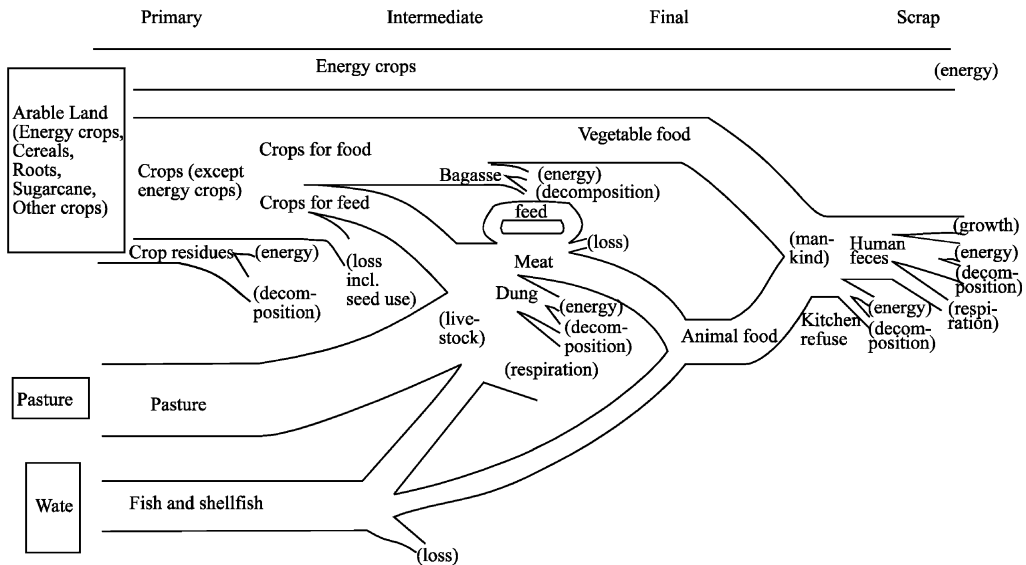 Primary
Intermediate
Final
Scrap
Energy crops
(energy)
Arable Land
(Energy crops,
Cereals,
Roots,
Sugarcane,
Other crops)
Vegetable food
Crops for food
Crops (except
energy crops)
Bagasse
(energy)
(decomposition)
Crops for feed
feed
(growth)
Crop residues
(energy)
(loss)
(man-
kind)
Human
feces
(energy)
(decom-
position)
(loss
incl.
seed use)
Meat
(decom-
position)
Dung
(energy)
(decom-
position)
(live-
stock)
Animal food
Kitchen
refuse
(energy)
(decom-
position)
(respi-
ration)
(respiration)
Pasture
Pasture
Wate
Fish and shellfish
(loss)